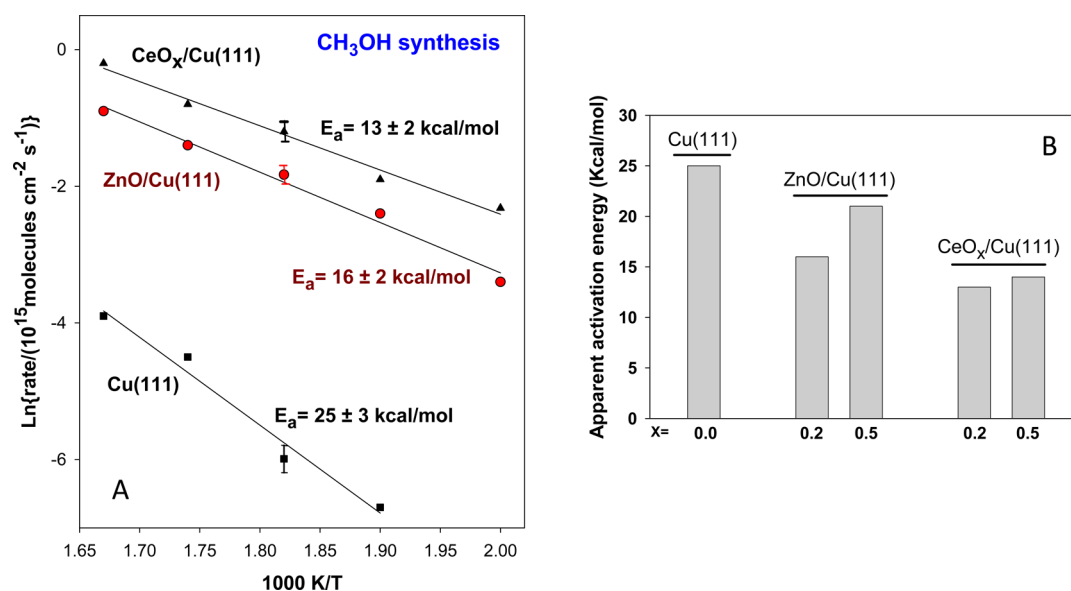 CH₃OH synthesis
CeOₓ/Cu(111)
Eₐ= 13 ± 2 kcal/mol
ZnO/Cu(111)
Eₐ= 16 ± 2 kcal/mol
Cu(111)
Eₐ= 25 ± 3 kcal/mol
A
Ln{rate/(10¹⁵molecules cm⁻² s⁻¹)}
0
-2
-4
-6
1.65 1.70 1.75 1.80 1.85 1.90 1.95 2.00
1000 K/T
B
Apparent activation energy (Kcal/mol)
30
25
20
15
10
5
0
Cu(111)
ZnO/Cu(111)
CeOₓ/Cu(111)
X= 0.0 0.2 0.5 0.2 0.5